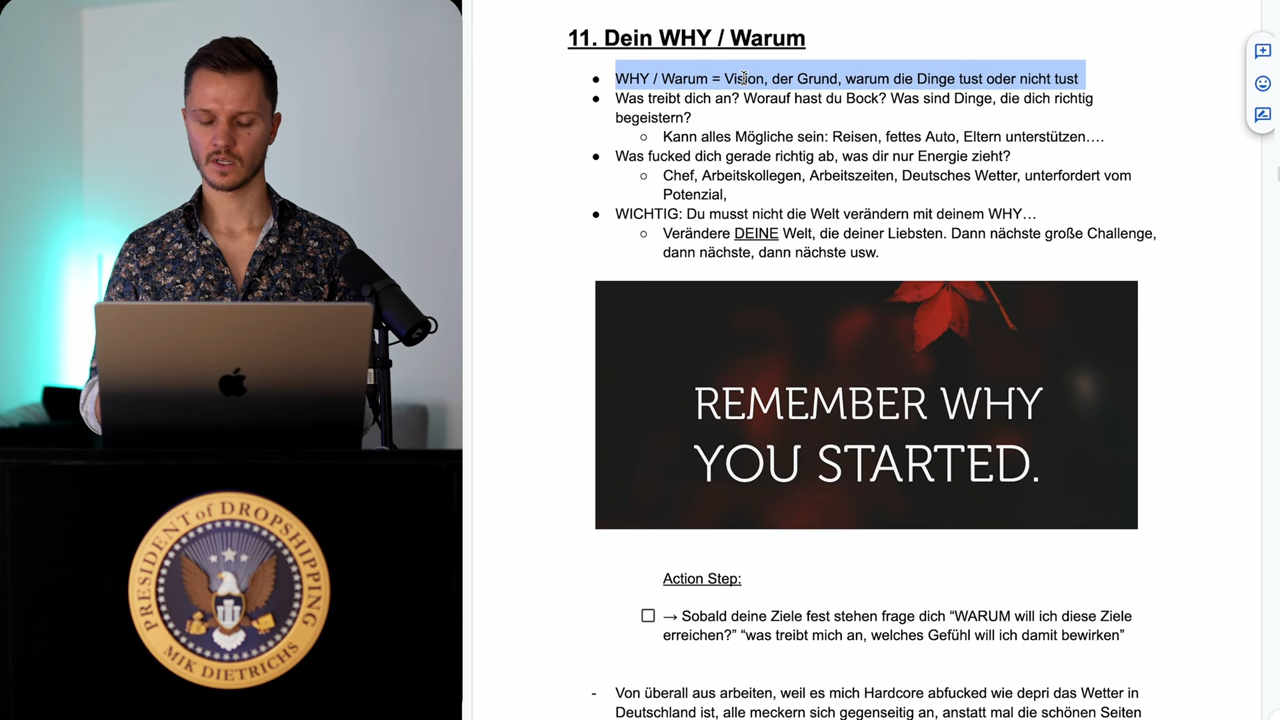 11. Dein WHY / Warum
● WHY / Warum = Vision, der Grund, warum die Dinge tust oder nicht tust
● Was treibt dich an? Worauf hast du Bock? Was sind Dinge, die dich richtig
begeistern?
○ Kann alles Mögliche sein: Reisen, fettes Auto, Eltern unterstützen….
● Was fucked dich gerade richtig ab, was dir nur Energie zieht?
○ Chef, Arbeitskollegen, Arbeitszeiten, Deutsches Wetter, unterfordert vom
Potenzial,
● WICHTIG: Du musst nicht die Welt verändern mit deinem WHY…
○ Verändere DEINE Welt, die deiner Liebsten. Dann nächste große Challenge,
dann nächste, dann nächste usw.
REMEMBER WHY
YOU STARTED.
Action Step:
→ Sobald deine Ziele fest stehen frage dich “WARUM will ich diese Ziele
erreichen?” “was treibt mich an, welches Gefühl will ich damit bewirken”
- Von überall aus arbeiten, weil es mich Hardcore abfucked wie depri das Wetter in
Deutschland ist, alle meckern sich gegenseitig an, anstatt mal die schönen Seiten
PRESIDENT of DROPSHIPPING
MIK DIETRICHS